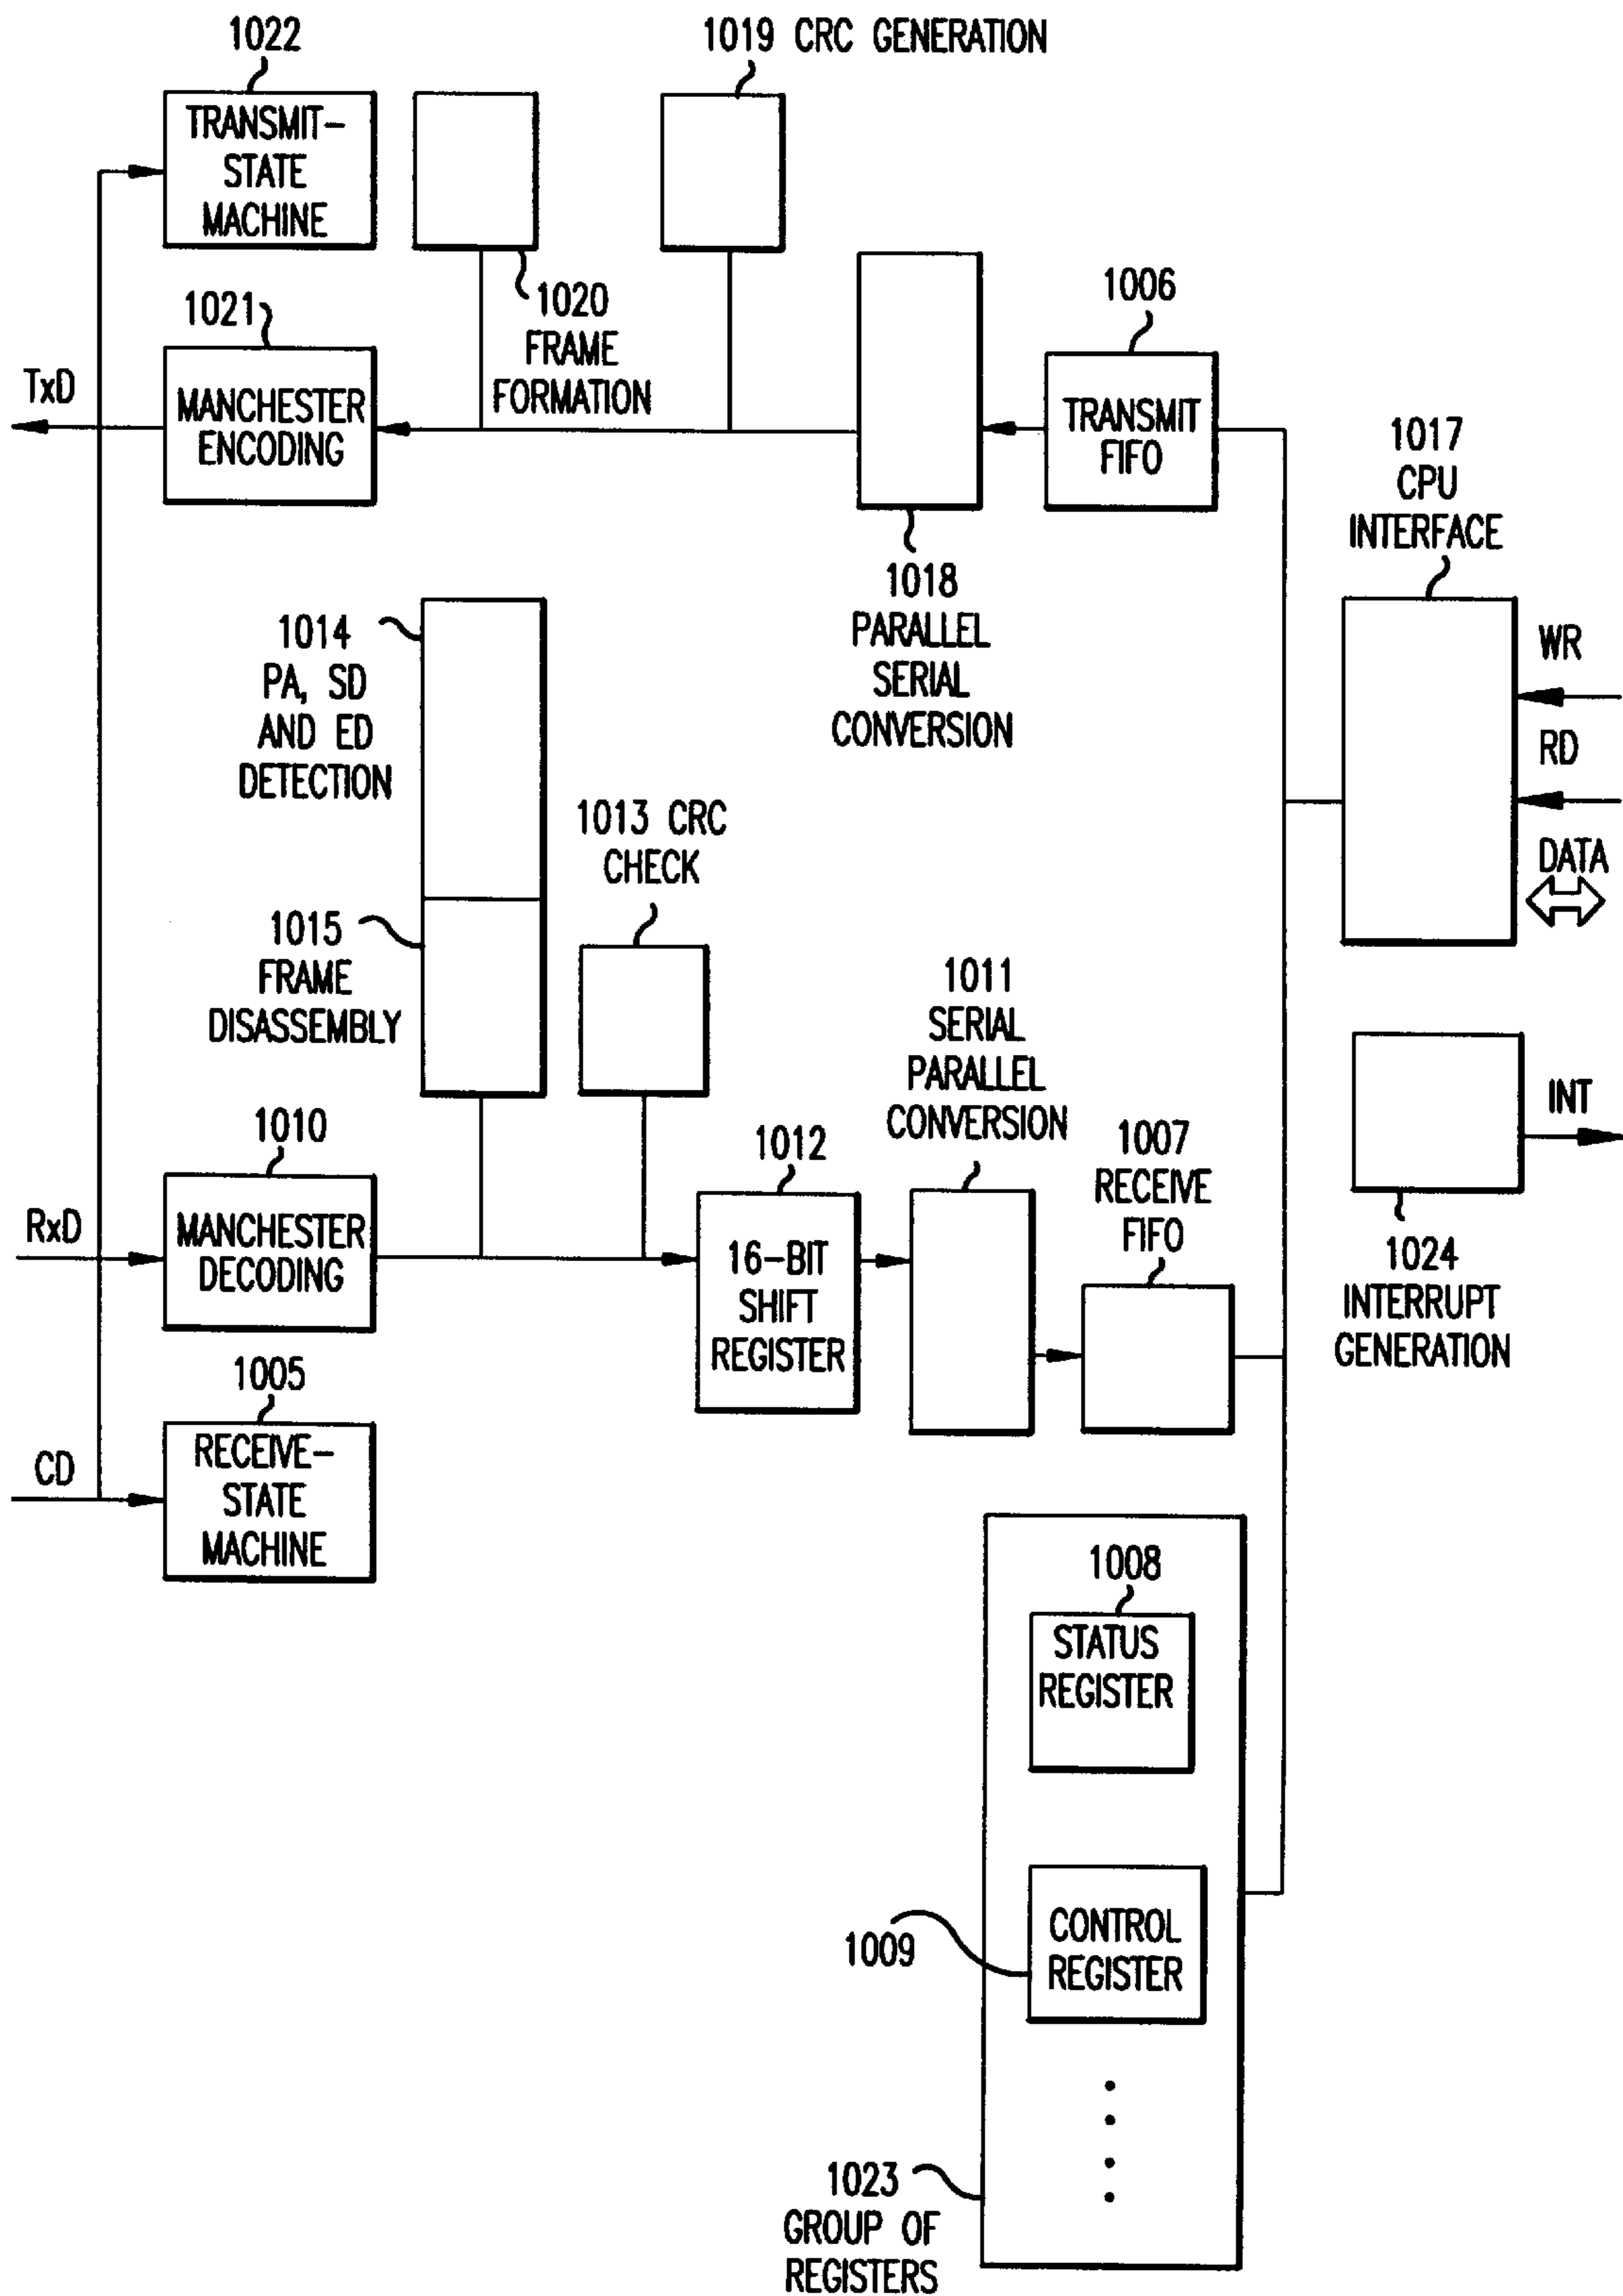 1022
TRANSMIT-
STATE
MACHINE
1019 CRC GENERATION
1020
FRAME
FORMATION
1021
MANCHESTER
ENCODING
TxD
1018
PARALLEL
SERIAL
CONVERSION
1006
TRANSMIT
FIFO
1017
CPU
INTERFACE
WR
RD
DATA
1014
PA, SD
AND ED
DETECTION
1015
FRAME
DISASSEMBLY
1013 CRC
CHECK
1011
SERIAL
PARALLEL
CONVERSION
1010
MANCHESTER
DECODING
RxD
1012
16-BIT
SHIFT
REGISTER
1007
RECEIVE
FIFO
INT
1024
INTERRUPT
GENERATION
1005
RECEIVE-
STATE
MACHINE
CD
1008
STATUS
REGISTER
1009
CONTROL
REGISTER
1023
GROUP OF
REGISTERS